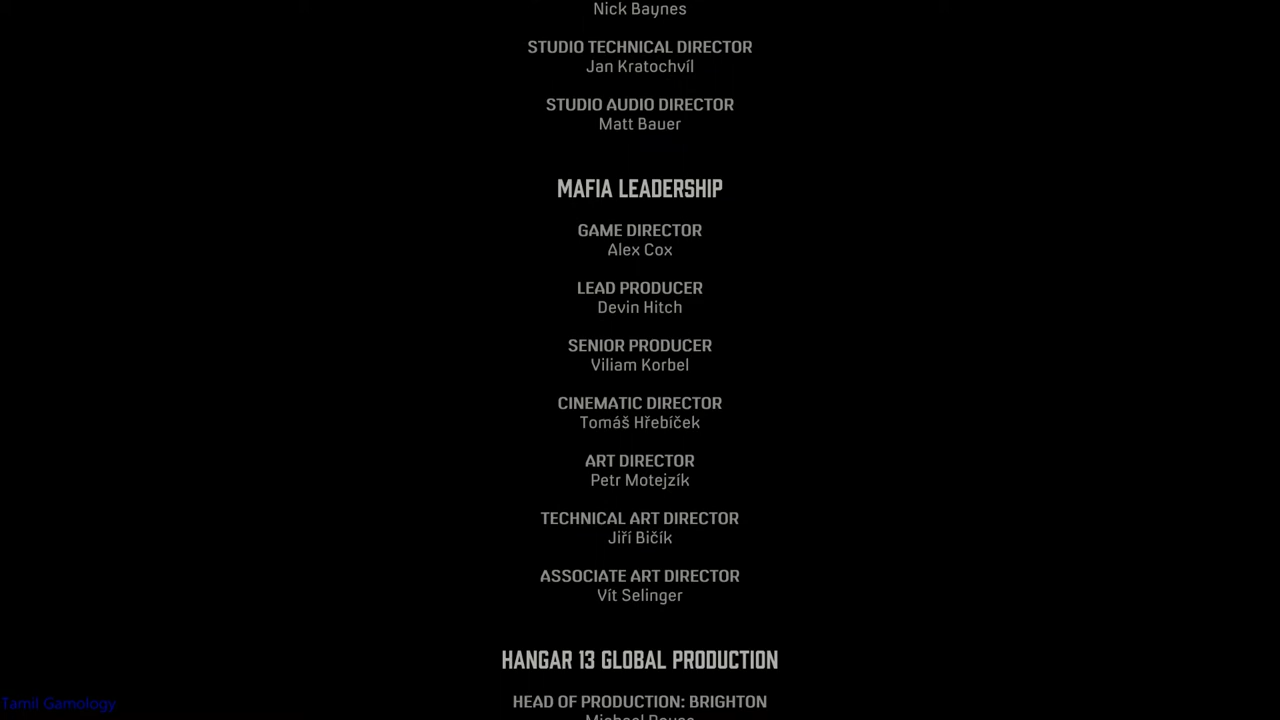 Nick Baynes
STUDIO TECHNICAL DIRECTOR
Jan Kratochvíl
STUDIO AUDIO DIRECTOR
Matt Bauer
MAFIA LEADERSHIP
GAME DIRECTOR
Alex Cox
LEAD PRODUCER
Devin Hitch
SENIOR PRODUCER
Viliam Korbel
CINEMATIC DIRECTOR
Tomáš Hřebíček
ART DIRECTOR
Petr Motejzík
TECHNICAL ART DIRECTOR
Jiří Bičík
ASSOCIATE ART DIRECTOR
Vít Selinger
HANGAR 13 GLOBAL PRODUCTION
HEAD OF PRODUCTION: BRIGHTON
Michael
Tamil Gamology